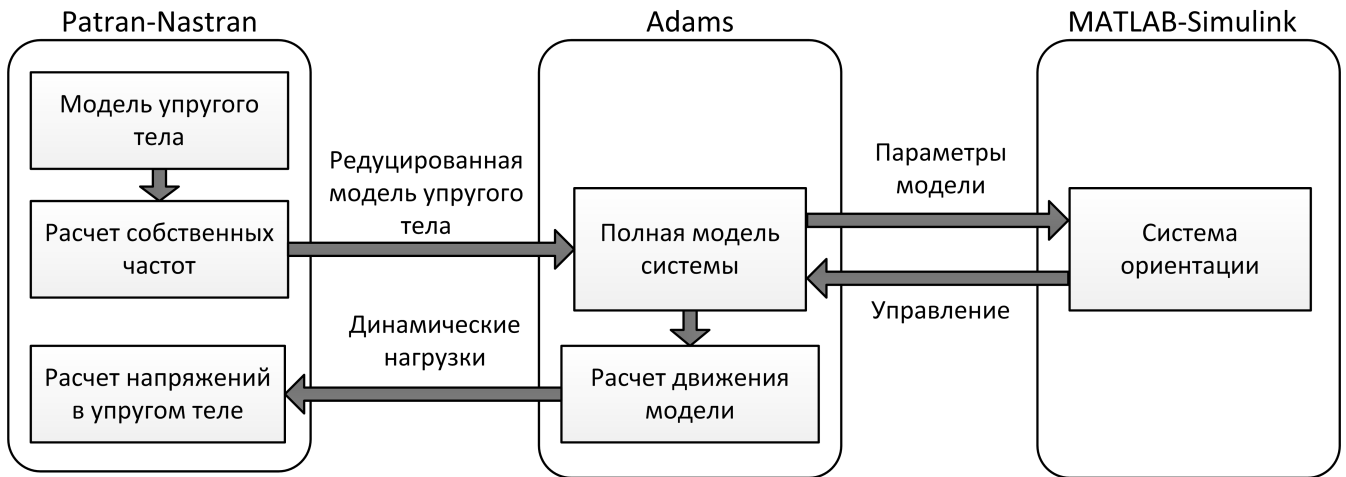 Patran-Nastran
Adams
MATLAB-Simulink
Модель упругого
тела
Расчет собственных
частот
Расчет напряжений
в упругом теле
Редуцированная
модель упругого
тела
Динамические
нагрузки
Полная модель
системы
Расчет движения
модели
Параметры
модели
Управление
Система
ориентации